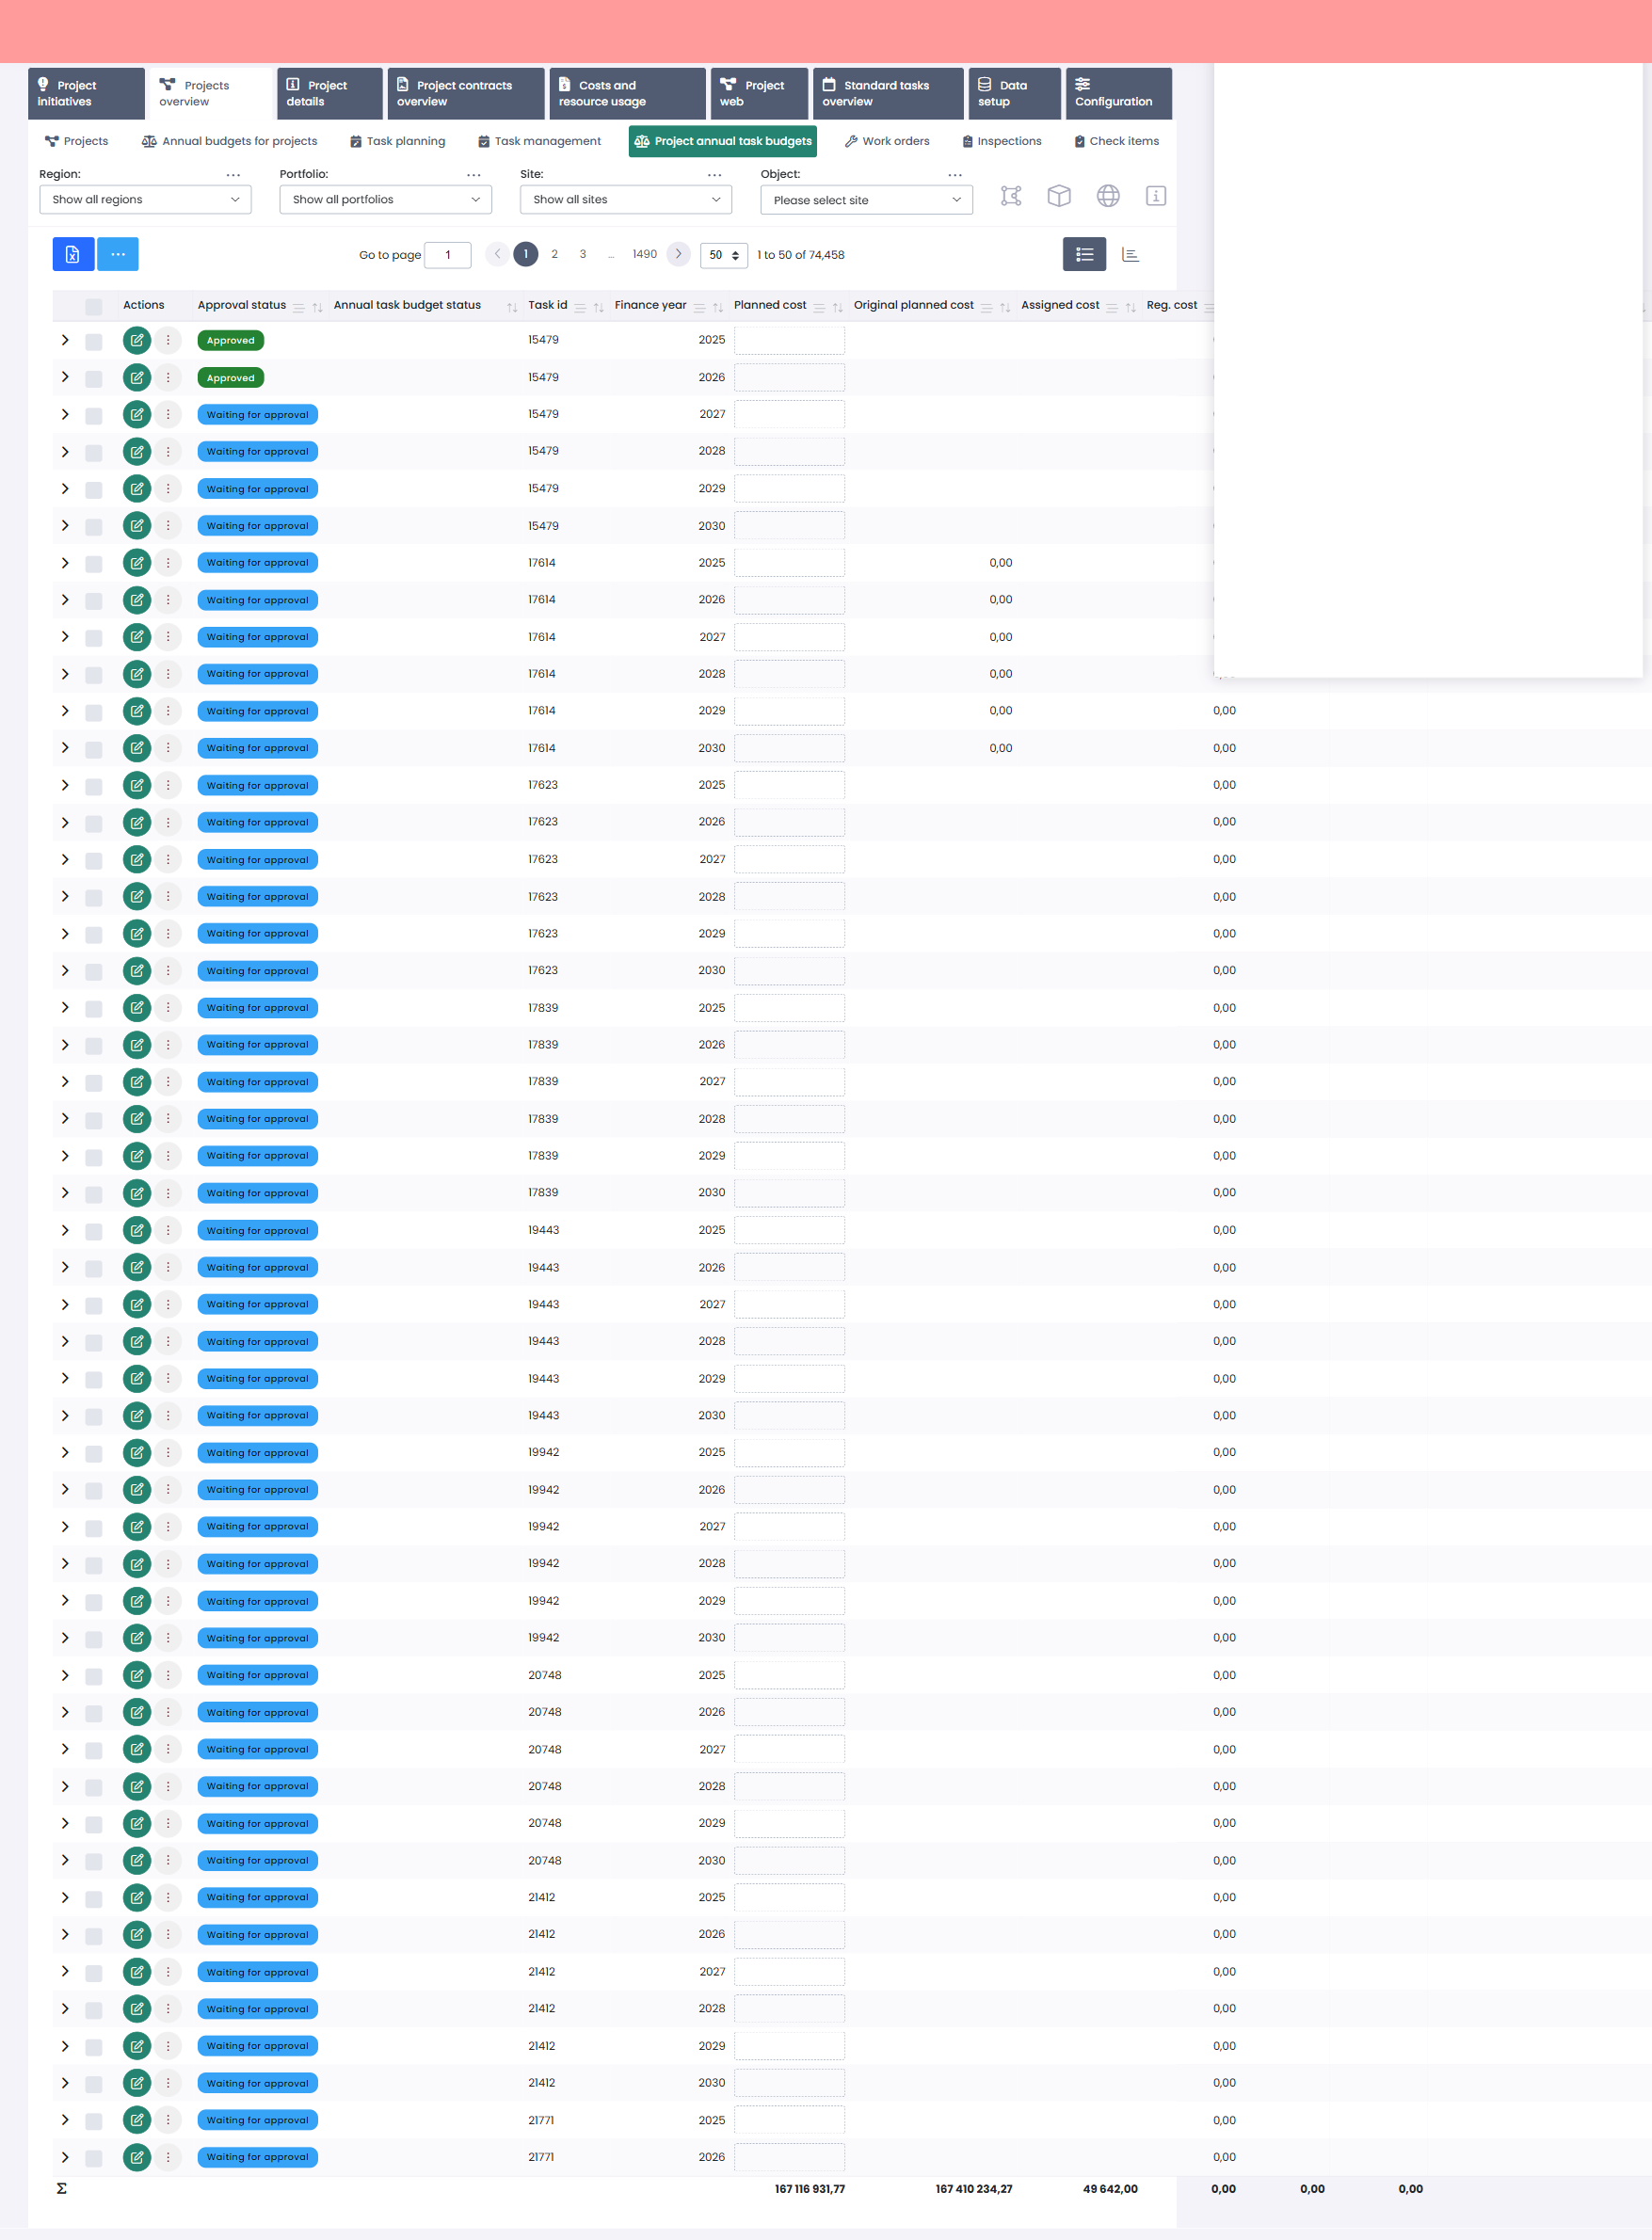 Project initiatives
Projects overview
Project details
Project contracts overview
Costs and resource usage
Project web
Standard tasks overview
Data setup
Configuration
Projects
Annual budgets for projects
Task planning
Task management
Project annual task budgets
Work orders
Inspections
Check items
Region: ...
Portfolio: ...
Site: ...
Object: ...
Show all regions
Show all portfolios
Show all sites
Please select site
Go to page 1
1 2 3 ... 1490
50
1 to 50 of 74,458
Actions Approval status Annual task budget status Task id Finance year Planned cost Original planned cost Assigned cost Reg. cost
Approved 15479 2025
Approved 15479 2026
Waiting for approval 15479 2027
Waiting for approval 15479 2028
Waiting for approval 15479 2029
Waiting for approval 15479 2030
Waiting for approval 17614 2025 0,00
Waiting for approval 17614 2026 0,00
Waiting for approval 17614 2027 0,00
Waiting for approval 17614 2028 0,00
Waiting for approval 17614 2029 0,00 0,00
Waiting for approval 17614 2030 0,00 0,00
Waiting for approval 17623 2025 0,00
Waiting for approval 17623 2026 0,00
Waiting for approval 17623 2027 0,00
Waiting for approval 17623 2028 0,00
Waiting for approval 17623 2029 0,00
Waiting for approval 17623 2030 0,00
Waiting for approval 17839 2025 0,00
Waiting for approval 17839 2026 0,00
Waiting for approval 17839 2027 0,00
Waiting for approval 17839 2028 0,00
Waiting for approval 17839 2029 0,00
Waiting for approval 17839 2030 0,00
Waiting for approval 19443 2025 0,00
Waiting for approval 19443 2026 0,00
Waiting for approval 19443 2027 0,00
Waiting for approval 19443 2028 0,00
Waiting for approval 19443 2029 0,00
Waiting for approval 19443 2030 0,00
Waiting for approval 19942 2025 0,00
Waiting for approval 19942 2026 0,00
Waiting for approval 19942 2027 0,00
Waiting for approval 19942 2028 0,00
Waiting for approval 19942 2029 0,00
Waiting for approval 19942 2030 0,00
Waiting for approval 20748 2025 0,00
Waiting for approval 20748 2026 0,00
Waiting for approval 20748 2027 0,00
Waiting for approval 20748 2028 0,00
Waiting for approval 20748 2029 0,00
Waiting for approval 20748 2030 0,00
Waiting for approval 21412 2025 0,00
Waiting for approval 21412 2026 0,00
Waiting for approval 21412 2027 0,00
Waiting for approval 21412 2028 0,00
Waiting for approval 21412 2029 0,00
Waiting for approval 21412 2030 0,00
Waiting for approval 21771 2025 0,00
Waiting for approval 21771 2026 0,00
Σ 167 116 931,77 167 410 234,27 49 642,00 0,00 0,00 0,00